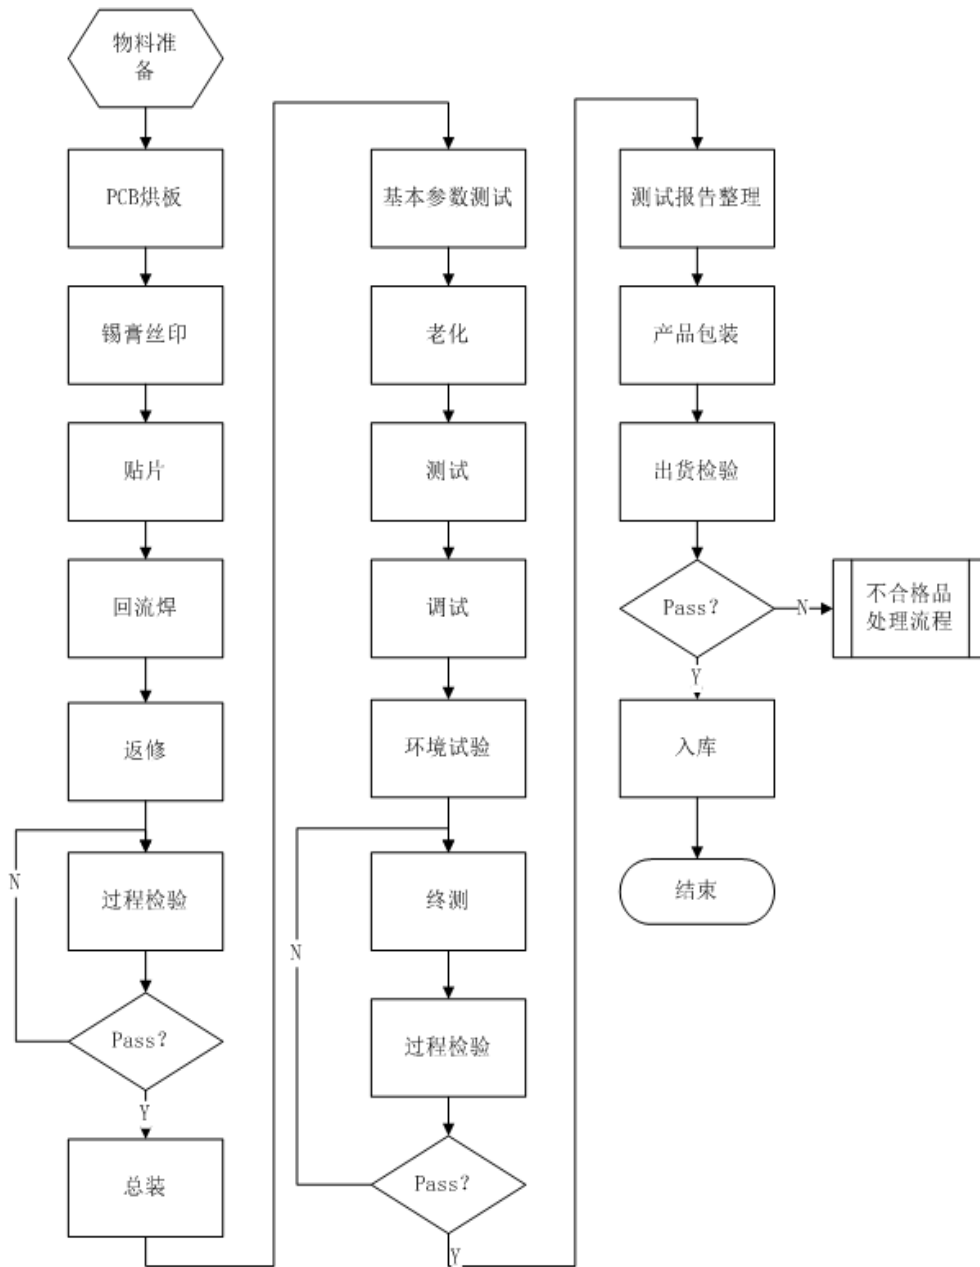 物料准
备
PCB烘板
锡膏丝印
贴片
回流焊
返修
N
过程检验
Pass?
Y
总装
基本参数测试
老化
测试
调试
环境试验
终测
N
过程检验
Pass?
Y
测试报告整理
产品包装
出货检验
Pass?
N
不合格品
处理流程
Y
入库
结束